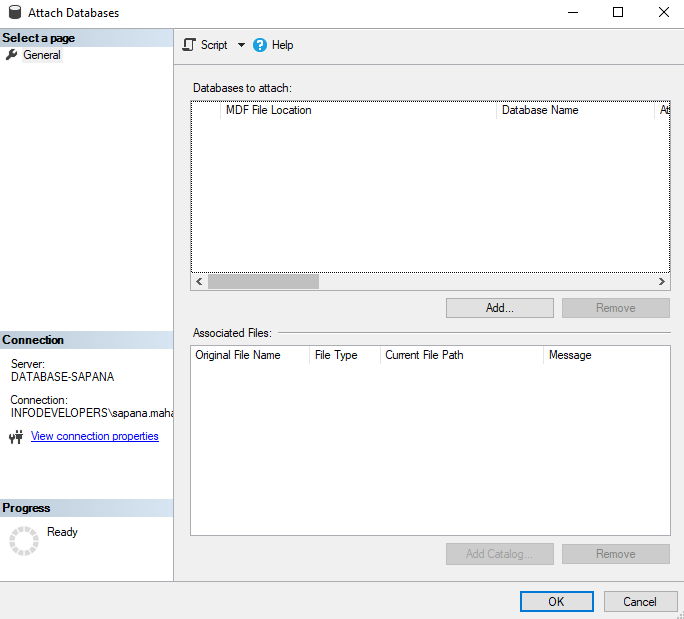 Attach Databases
Select a page
General
Script
Help
Databases to attach:
MDF File Location
Database Name
Add...
Remove
Associated Files:
Original File Name
File Type
Current File Path
Message
Add Catalog...
Remove
Connection
Server:
DATABASE-SAPANA
Connection:
INFODEVELOPERS\sapana.maha
View connection properties
Progress
Ready
OK
Cancel